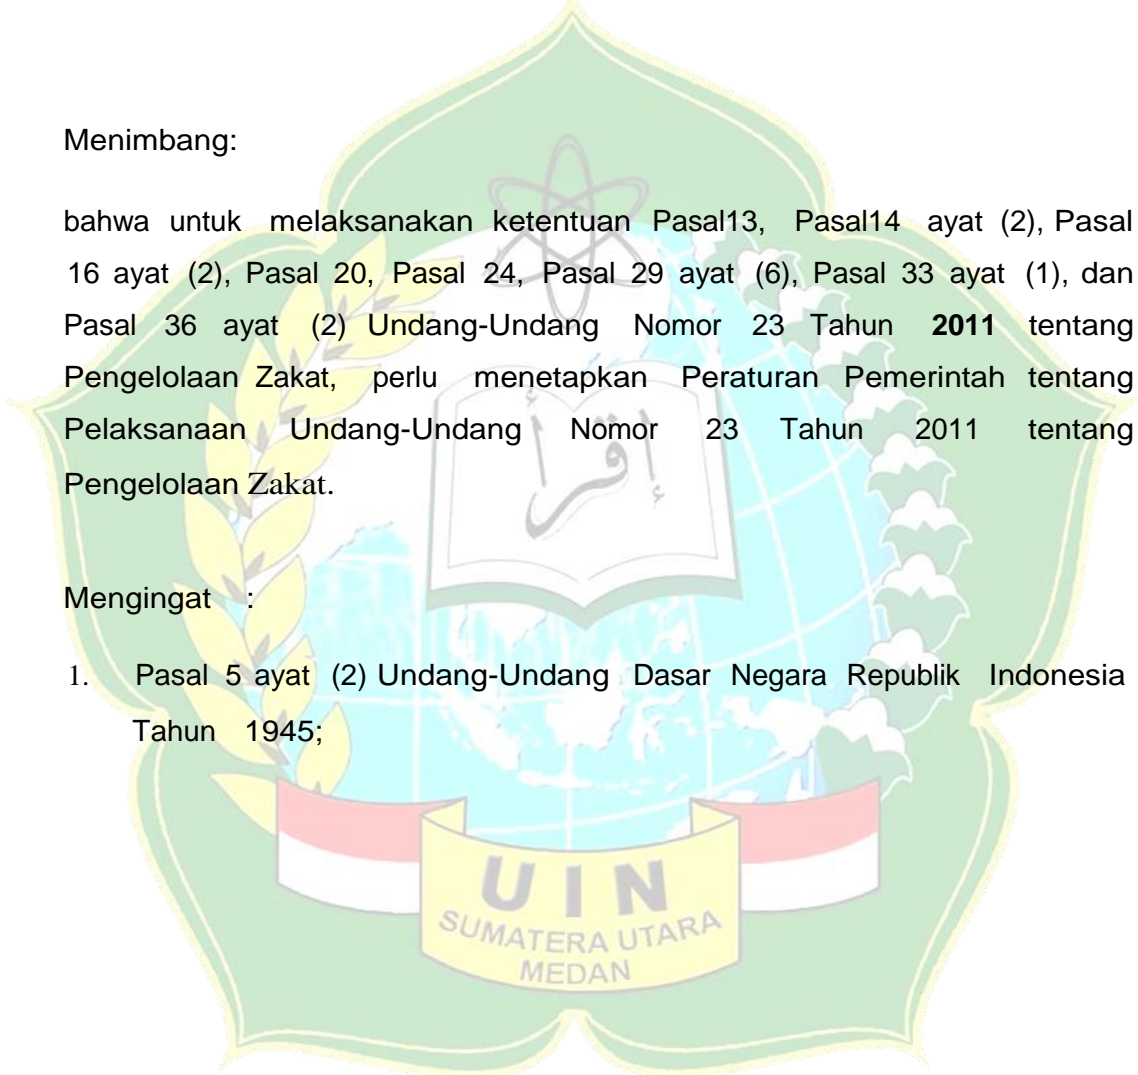 Menimbang:
bahwa untuk melaksanakan ketentuan Pasal13, Pasal14 ayat (2), Pasal
16 ayat (2), Pasal 20, Pasal 24, Pasal 29 ayat (6), Pasal 33 ayat (1), dan
Pasal 36 ayat (2) Undang-Undang Nomor 23 Tahun 2011 tentang
Pengelolaan Zakat, perlu menetapkan Peraturan Pemerintah tentang
Pelaksanaan Undang-Undang Nomor 23 Tahun 2011 tentang
Pengelolaan Zakat.
Mengingat :
1. Pasal 5 ayat (2) Undang-Undang Dasar Negara Republik Indonesia
Tahun 1945;
إقرأ
UIN
SUMATERA UTARA
MEDAN